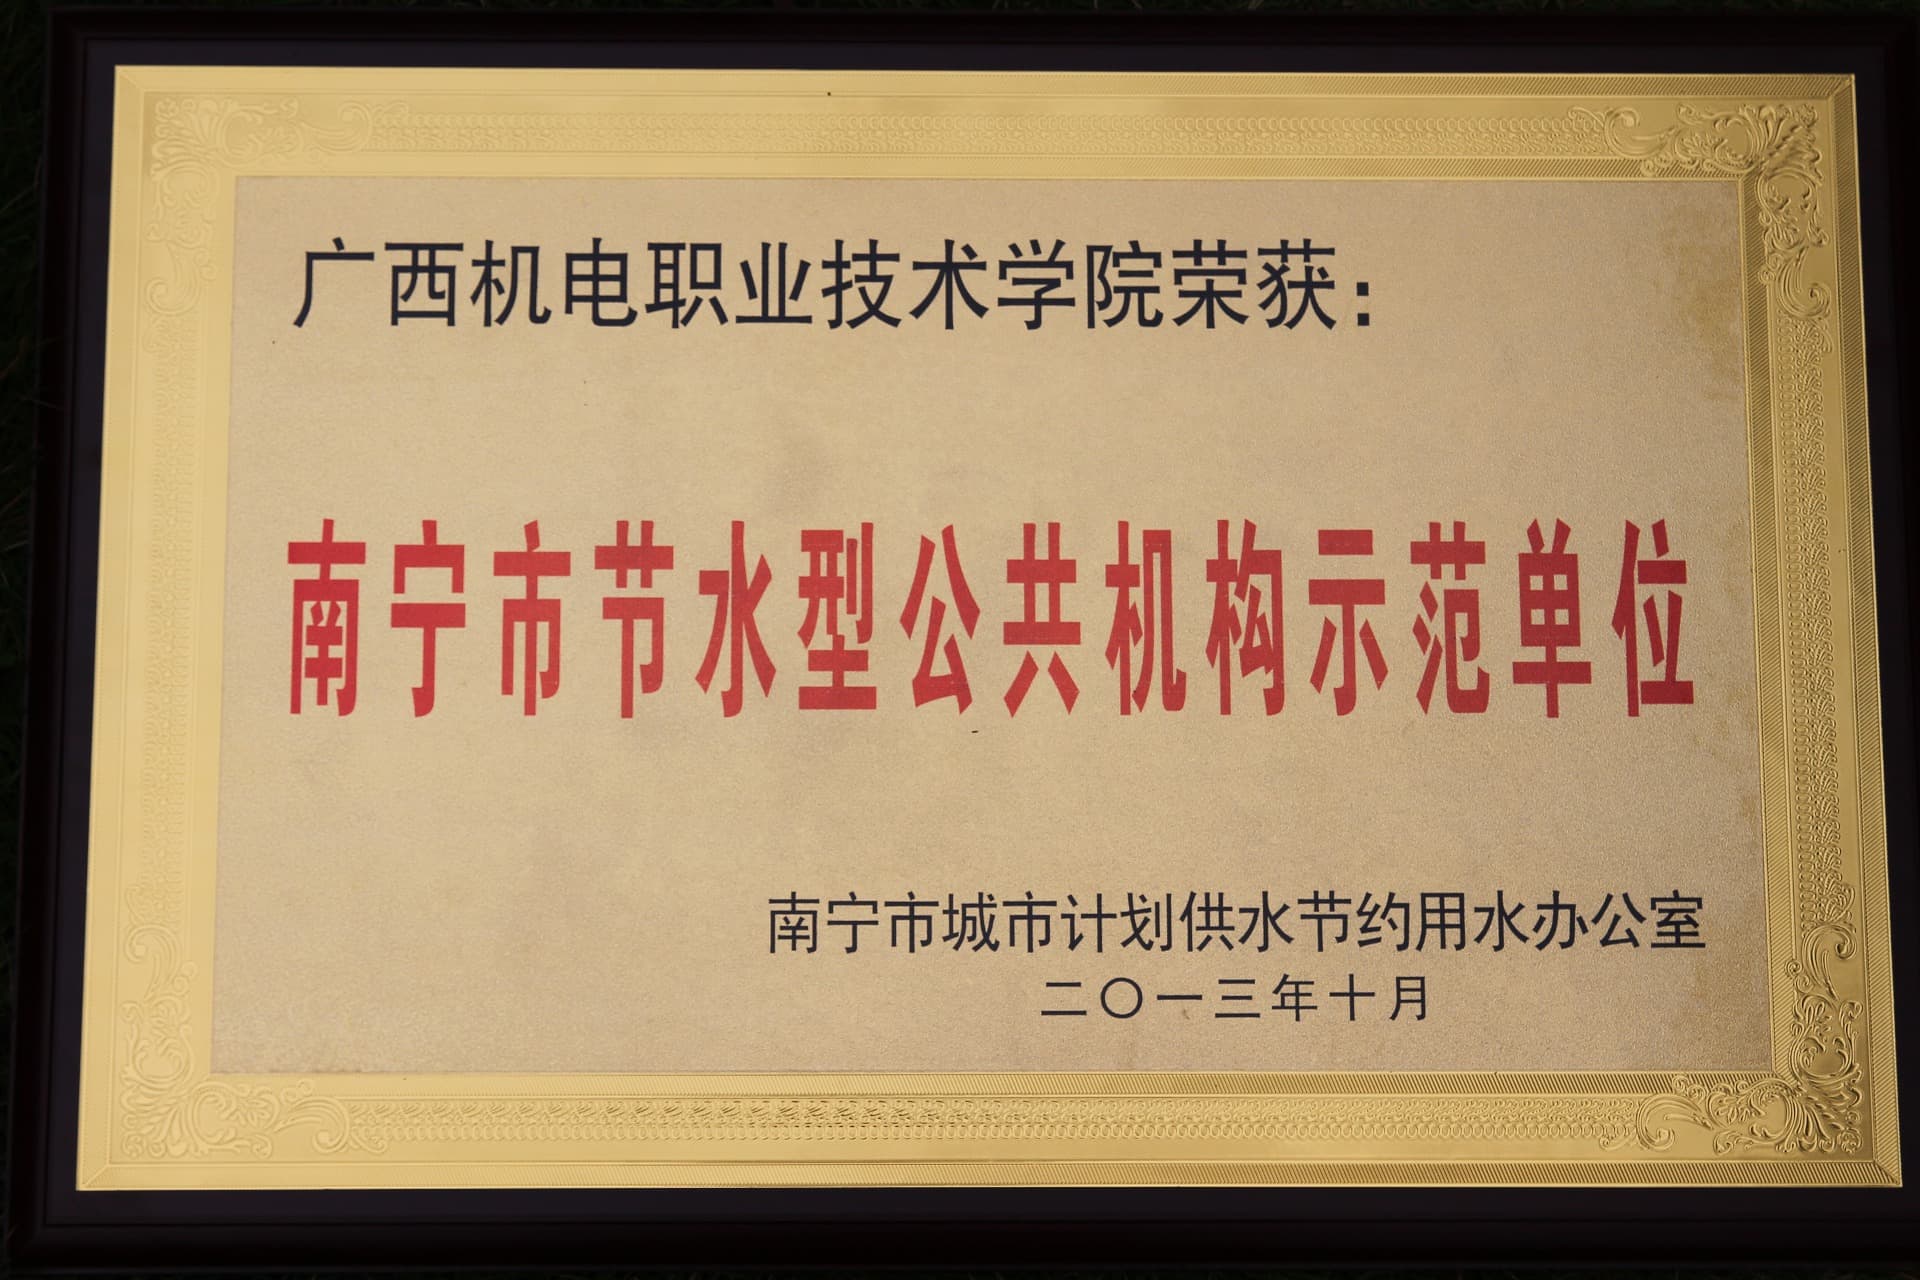 广西机电职业技术学院荣获：
南宁市节水型公共机构示范单位
南宁市城市计划供水节约用水办公室
二〇一三年十月